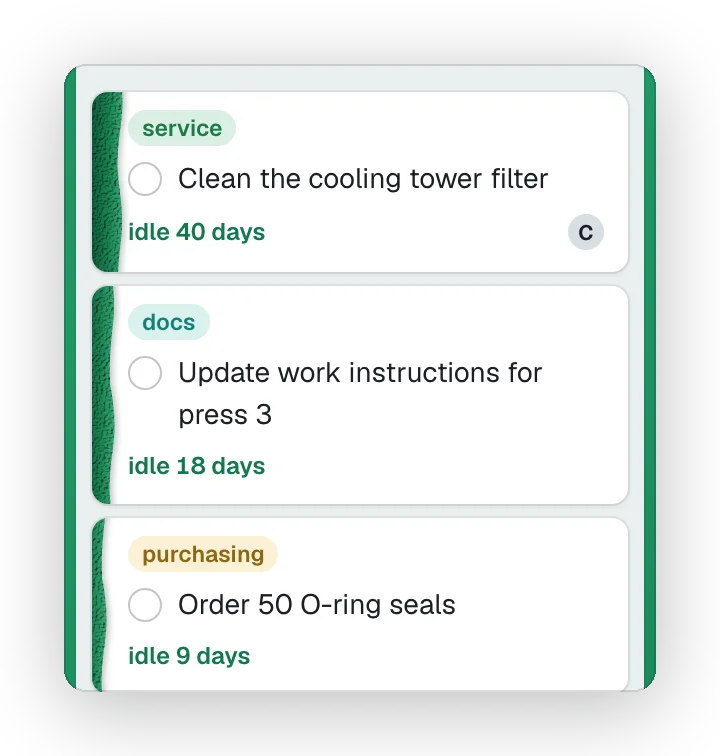 service
Clean the cooling tower filter
idle 40 days
C
docs
Update work instructions for
press 3
idle 18 days
purchasing
Order 50 O-ring seals
idle 9 days